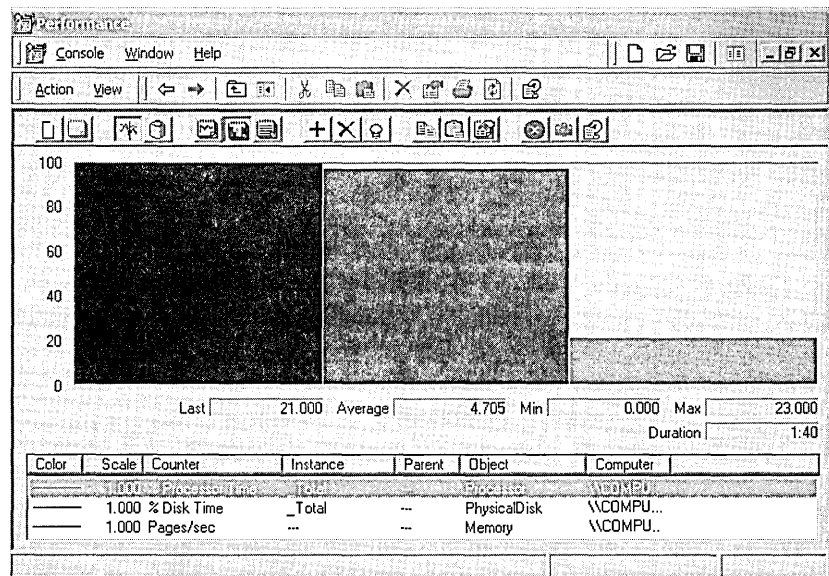 Performance
Console Window Help
Action View
100
80
60
40
20
0
Last 21.000 Average 4.705 Min 0.000 Max 23.000
Duration 1:40
Color Scale Counter Instance Parent Object Computer
1.000 % Processor Time _Total --- Processor \\COMPU...
1.000 % Disk Time _Total --- PhysicalDisk \\COMPU...
1.000 Pages/sec --- --- Memory \\COMPU..